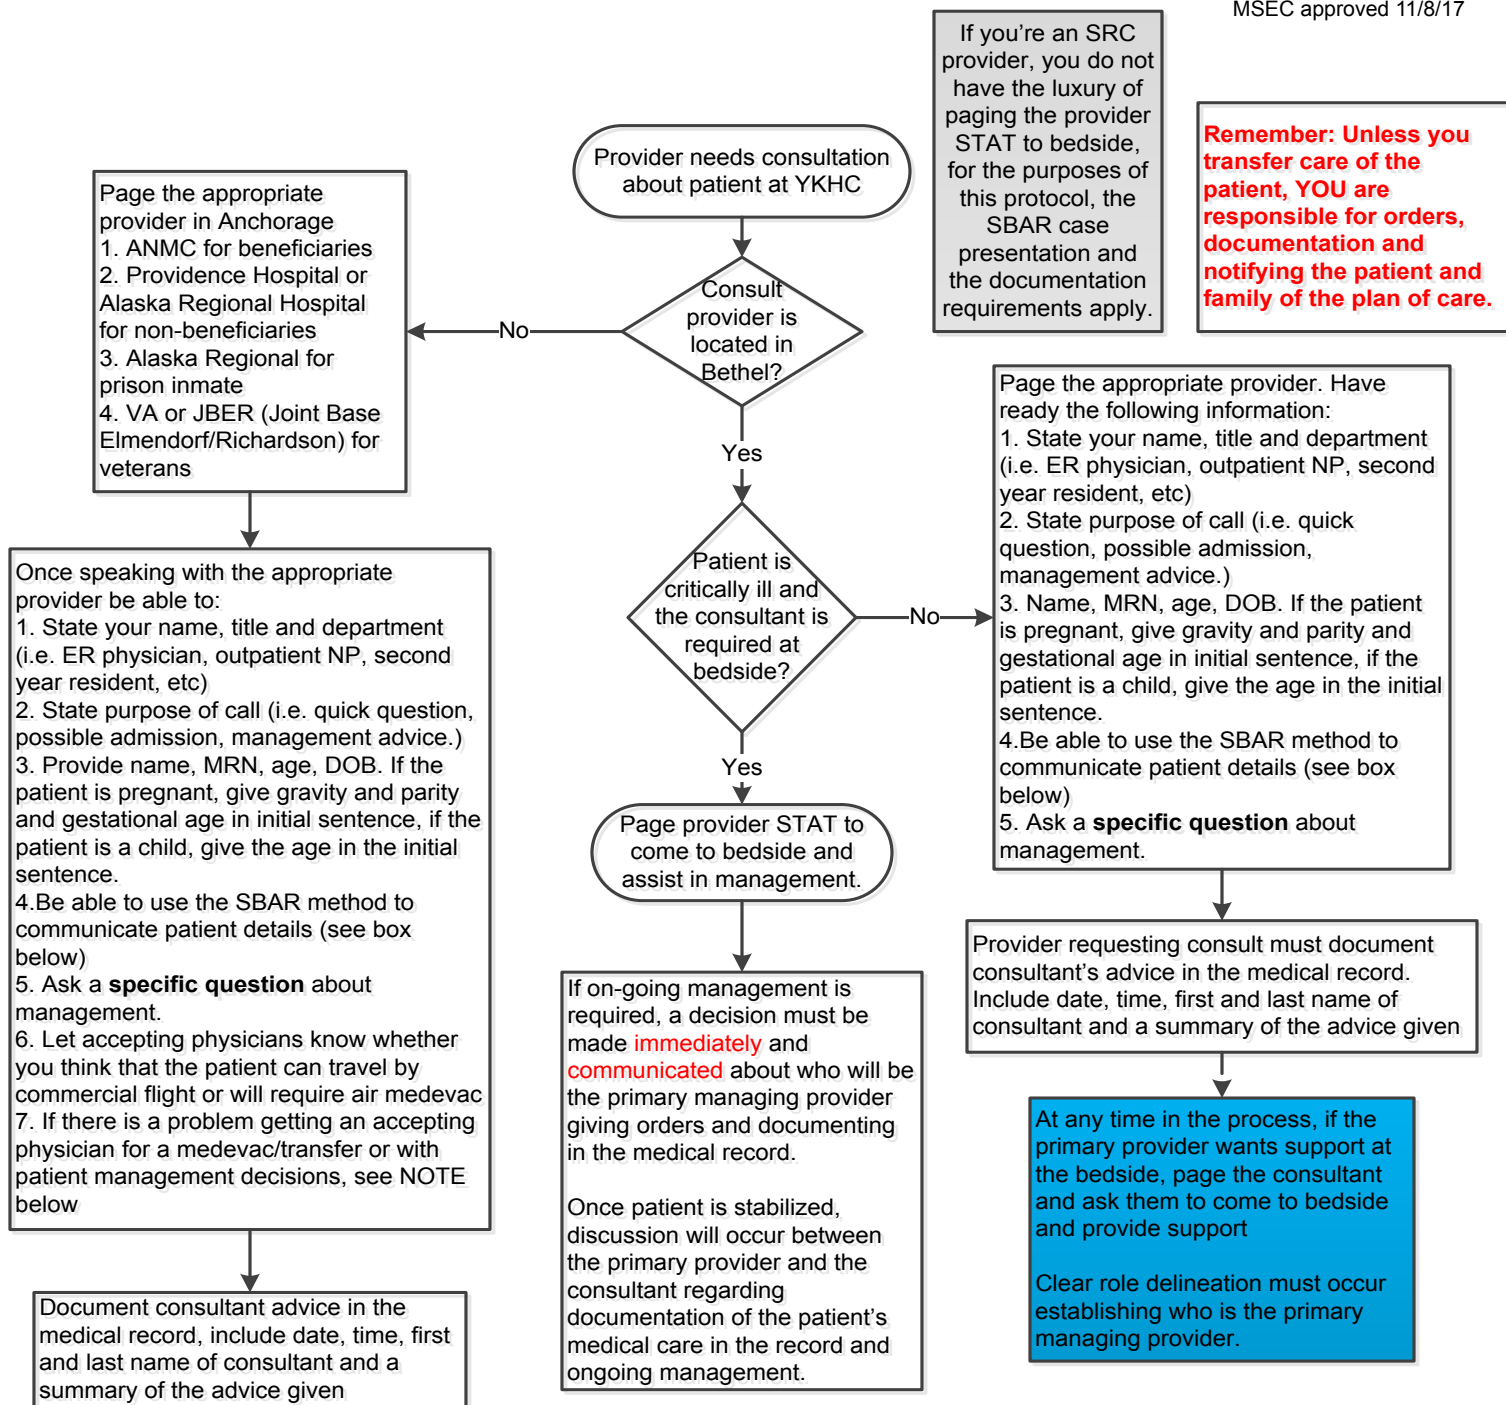 MSEC approved 11/8/17
If you're an SRC
provider, you do not
have the luxury of
paging the provider
STAT to bedside,
for the purposes of
this protocol, the
SBAR case
presentation and
the documentation
requirements apply.
Remember: Unless you
transfer care of the
patient, YOU are
responsible for orders,
documentation and
notifying the patient and
family of the plan of care.
Provider needs consultation
about patient at YKHC
Consult
provider is
located in
Bethel?
No
Page the appropriate
provider in Anchorage
1. ANMC for beneficiaries
2. Providence Hospital or
Alaska Regional Hospital
for non-beneficiaries
3. Alaska Regional for
prison inmate
4. VA or JBER (Joint Base
Elmendorf/Richardson) for
veterans
Once speaking with the appropriate
provider be able to:
1. State your name, title and department
(i.e. ER physician, outpatient NP, second
year resident, etc)
2. State purpose of call (i.e. quick question,
possible admission, management advice.)
3. Provide name, MRN, age, DOB. If the
patient is pregnant, give gravity and parity
and gestational age in initial sentence, if the
patient is a child, give the age in the initial
sentence.
4.Be able to use the SBAR method to
communicate patient details (see box
below)
5. Ask a specific question about
management.
6. Let accepting physicians know whether
you think that the patient can travel by
commercial flight or will require air medevac
7. If there is a problem getting an accepting
physician for a medevac/transfer or with
patient management decisions, see NOTE
below
Document consultant advice in the
medical record, include date, time, first
and last name of consultant and a
summary of the advice given
Yes
Patient is
critically ill and
the consultant is
required at
bedside?
Yes
Page provider STAT to
come to bedside and
assist in management.
If on-going management is
required, a decision must be
made immediately and
communicated about who will be
the primary managing provider
giving orders and documenting
in the medical record.
Once patient is stabilized,
discussion will occur between
the primary provider and the
consultant regarding
documentation of the patient's
medical care in the record and
ongoing management.
No
Page the appropriate provider. Have
ready the following information:
1. State your name, title and department
(i.e. ER physician, outpatient NP, second
year resident, etc)
2. State purpose of call (i.e. quick
question, possible admission,
management advice.)
3. Name, MRN, age, DOB. If the patient
is pregnant, give gravity and parity and
gestational age in initial sentence, if the
patient is a child, give the age in the initial
sentence.
4.Be able to use the SBAR method to
communicate patient details (see box
below)
5. Ask a specific question about
management.
Provider requesting consult must document
consultant's advice in the medical record.
Include date, time, first and last name of
consultant and a summary of the advice given
At any time in the process, if the
primary provider wants support at
the bedside, page the consultant
and ask them to come to bedside
and provide support
Clear role delineation must occur
establishing who is the primary
managing provider.